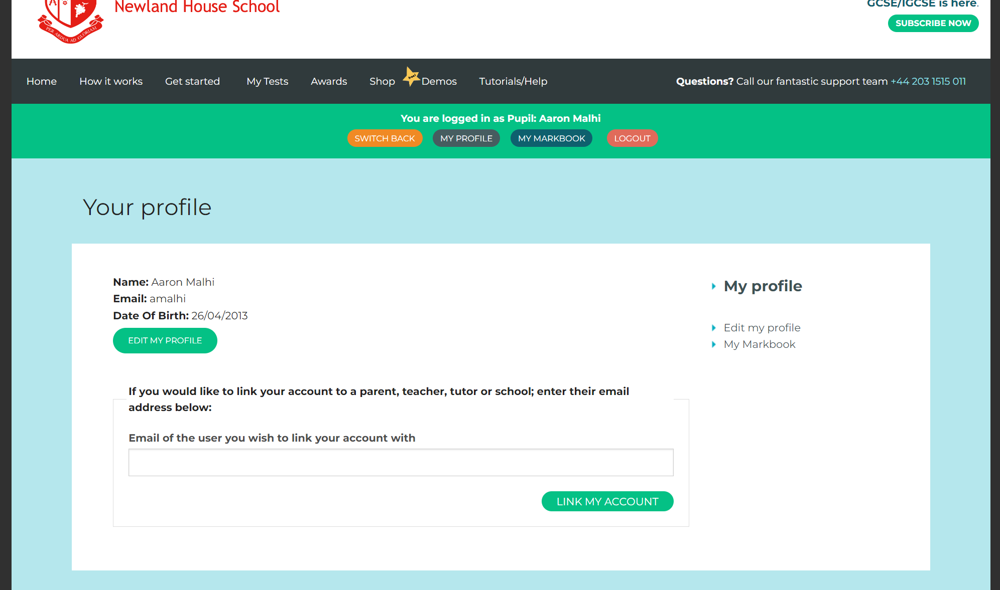 Newland House School
GCSE/IGCSE is here.
SUBSCRIBE NOW
PER ARDUA AD GLORIAM
Home How it works Get started My Tests Awards Shop free! Demos Tutorials/Help Questions? Call our fantastic support team +44 203 1515 011
You are logged in as Pupil: Aaron Malhi
SWITCH BACK MY PROFILE MY MARKBOOK LOGOUT
Your profile
Name: Aaron Malhi
Email: amalhi
Date Of Birth: 26/04/2013
EDIT MY PROFILE
My profile
Edit my profile
My Markbook
If you would like to link your account to a parent, teacher, tutor or school; enter their email
address below:
Email of the user you wish to link your account with
LINK MY ACCOUNT